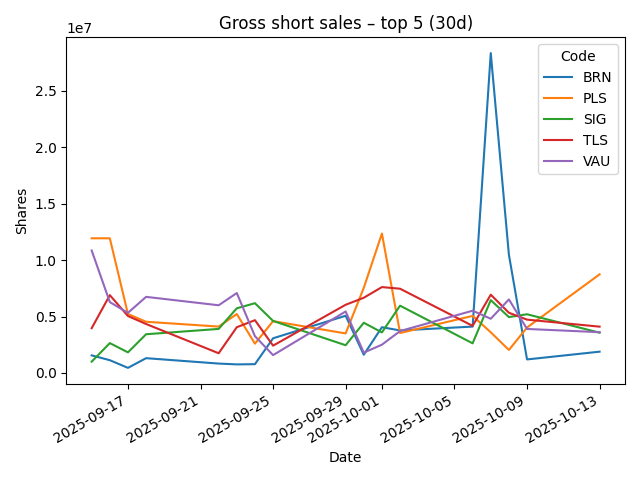 Gross short sales – top 5 (30d)
1e7
Code
BRN
PLS
SIG
TLS
VAU
Shares
2.5
2.0
1.5
1.0
0.5
0.0
2025-09-17
2025-09-21
2025-09-25
2025-09-29
2025-10-01
2025-10-05
2025-10-09
2025-10-13
Date